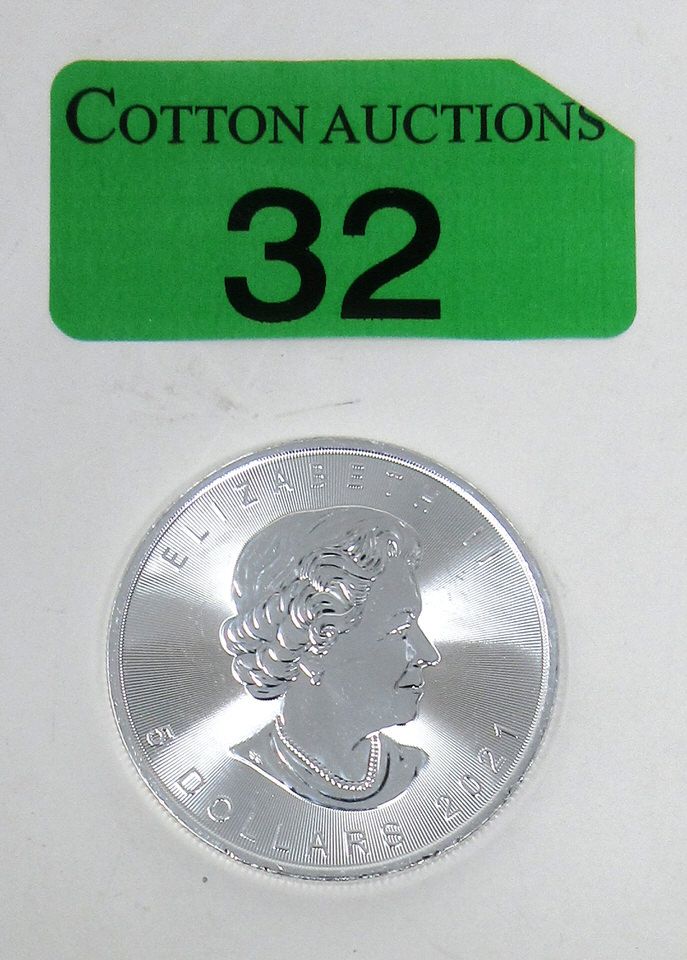 COTTON AUCTIONS
32
ELIZABETH II
5 DOLLARS 2021